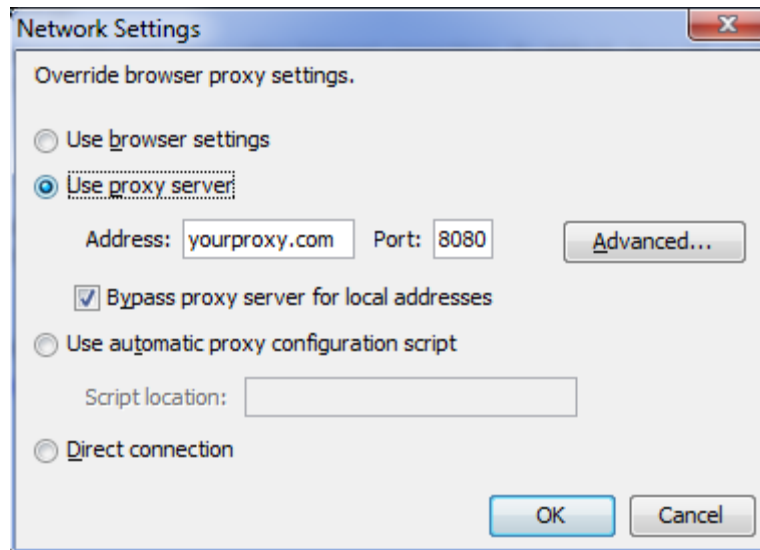 Network Settings
Override browser proxy settings.
Use browser settings
Use proxy server
Address: yourproxy.com Port: 8080 Advanced...
Bypass proxy server for local addresses
Use automatic proxy configuration script
Script location:
Direct connection
OK Cancel